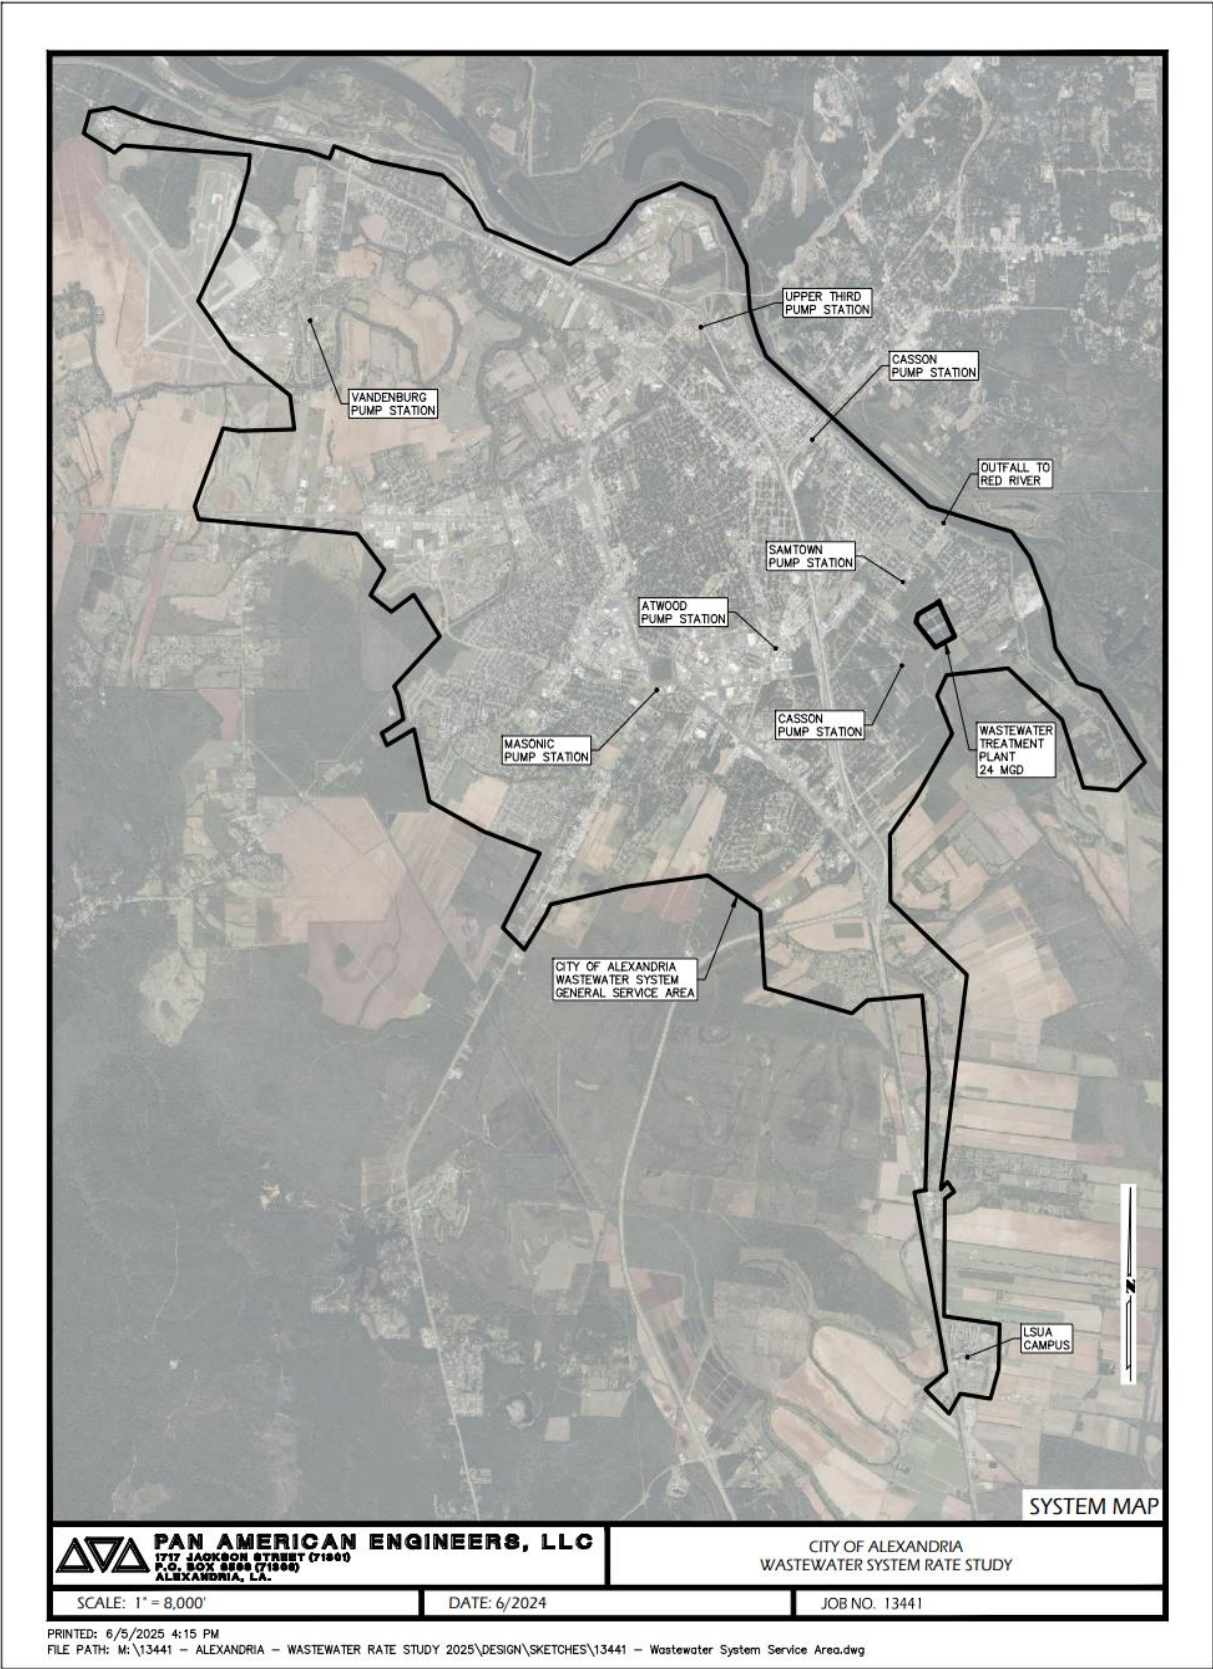 UPPER THIRD
PUMP STATION
CASSON
PUMP STATION
VANDENBURG
PUMP STATION
OUTFALL TO
RED RIVER
SAMTOWN
PUMP STATION
ATWOOD
PUMP STATION
CASSON
PUMP STATION
MASONIC
PUMP STATION
WASTEWATER
TREATMENT
PLANT
24 MGD
CITY OF ALEXANDRIA
WASTEWATER SYSTEM
GENERAL SERVICE AREA
N
LSUA
CAMPUS
SYSTEM MAP
PAN AMERICAN ENGINEERS, LLC
1717 JACKSON STREET (71301)
P.O. BOX (71306)
ALEXANDRIA, LA.
CITY OF ALEXANDRIA
WASTEWATER SYSTEM RATE STUDY
SCALE: 1" = 8,000'
DATE: 6/2024
JOB NO. 13441
PRINTED: 6/5/2025 4:15 PM
FILE PATH: M:\13441 - ALEXANDRIA - WASTEWATER RATE STUDY 2025\DESIGN\SKETCHES\13441 - Wastewater System Service Area.dwg